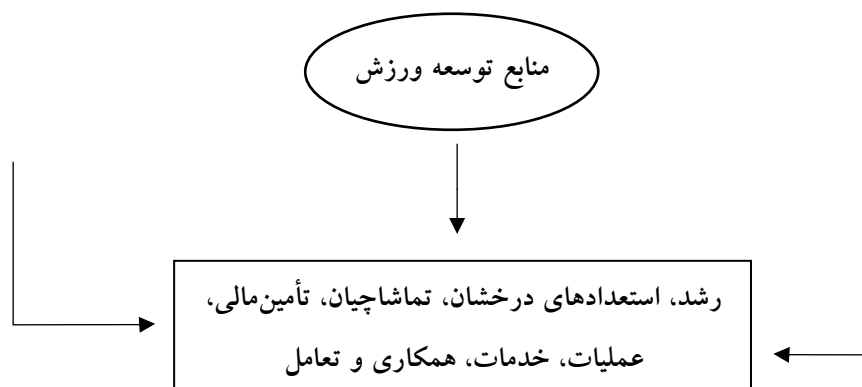 منابع توسعه ورزش
رشد، استعدادهای درخشان، تماشاچیان، تأمین‌مالی،
عملیات، خدمات، همکاری و تعامل